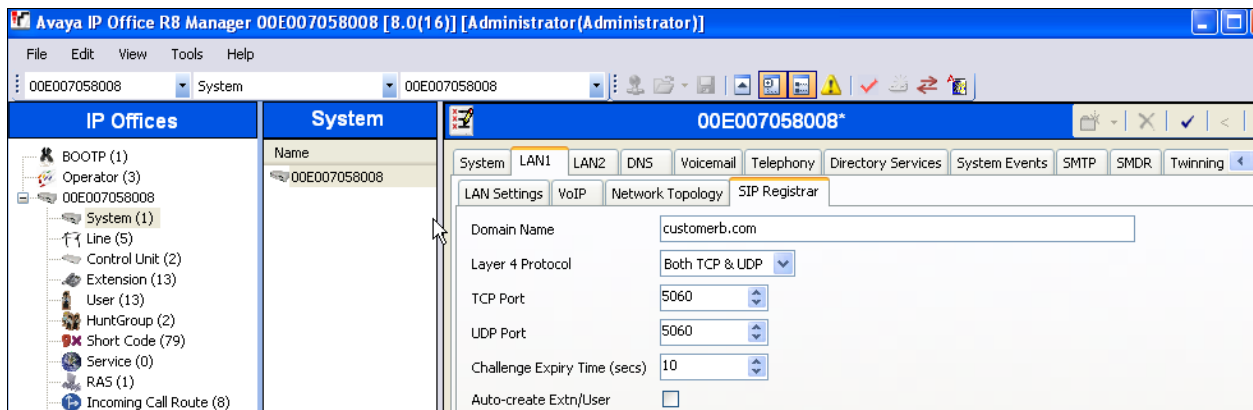 Avaya IP Office R8 Manager 00E007058008 [8.0(16)] [Administrator(Administrator)]
File Edit View Tools Help
00E007058008 System 00E007058008
IP Offices System 00E007058008*
BOOTP (1)
Operator (3)
00E007058008
System (1)
Line (5)
Control Unit (2)
Extension (13)
User (13)
HuntGroup (2)
Short Code (79)
Service (0)
RAS (1)
Incoming Call Route (8)
Name
00E007058008
System LAN1 LAN2 DNS Voicemail Telephony Directory Services System Events SMTP SMDR Twinning
LAN Settings VoIP Network Topology SIP Registrar
Domain Name customerb.com
Layer 4 Protocol Both TCP & UDP
TCP Port 5060
UDP Port 5060
Challenge Expiry Time (secs) 10
Auto-create Extn/User